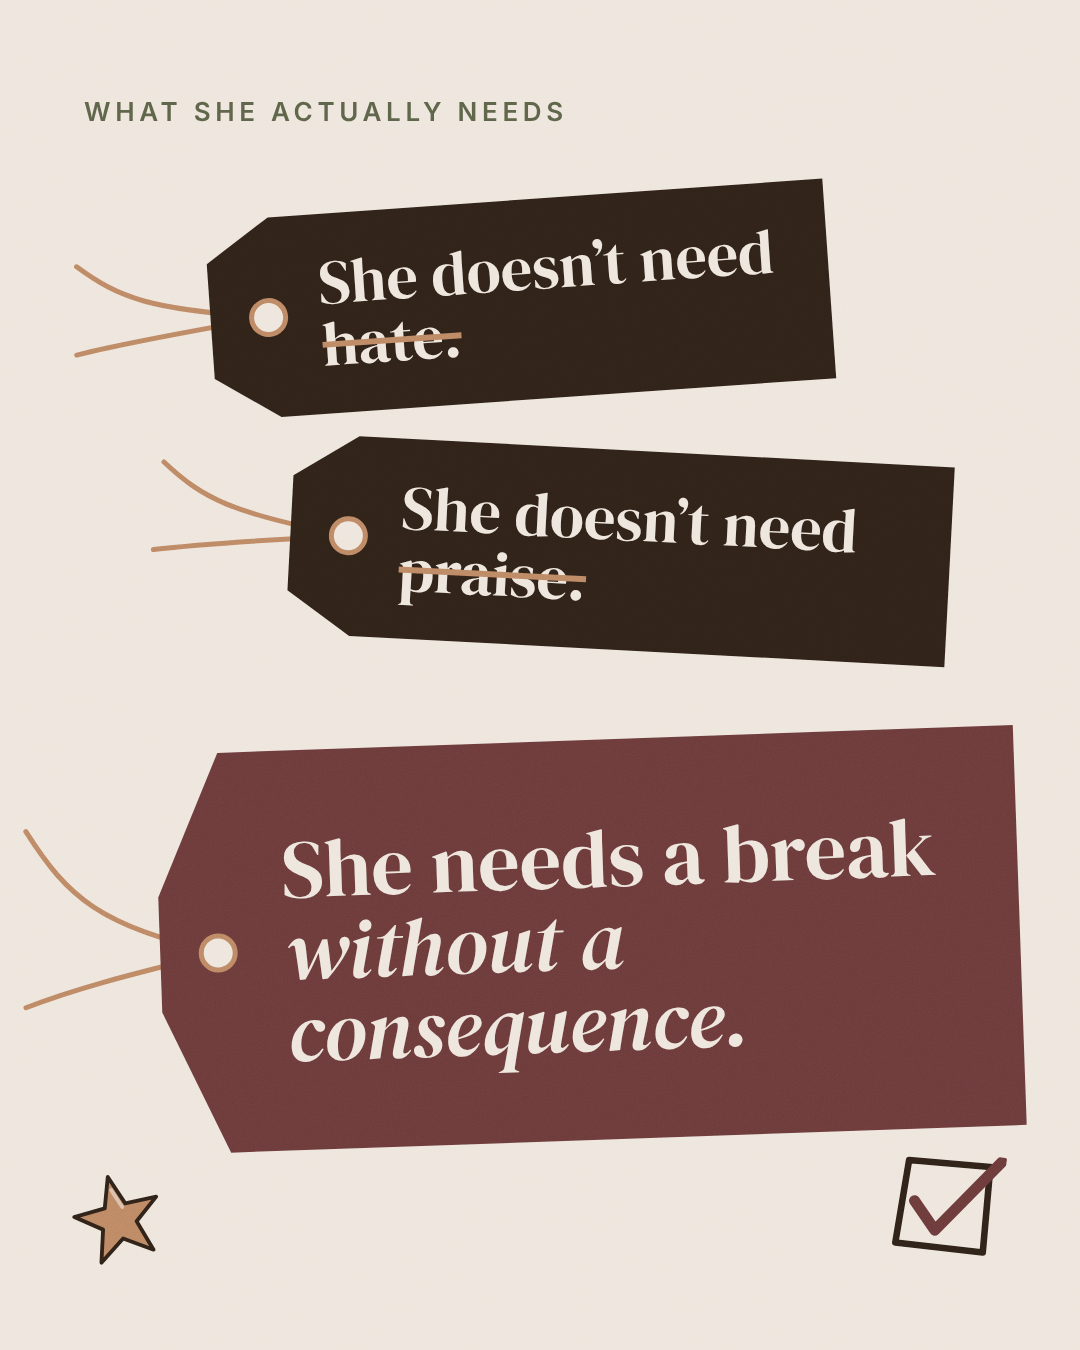 WHAT SHE ACTUALLY NEEDS
She doesn’t need
hate.
She doesn’t need
praise.
She needs a break
without a
consequence.